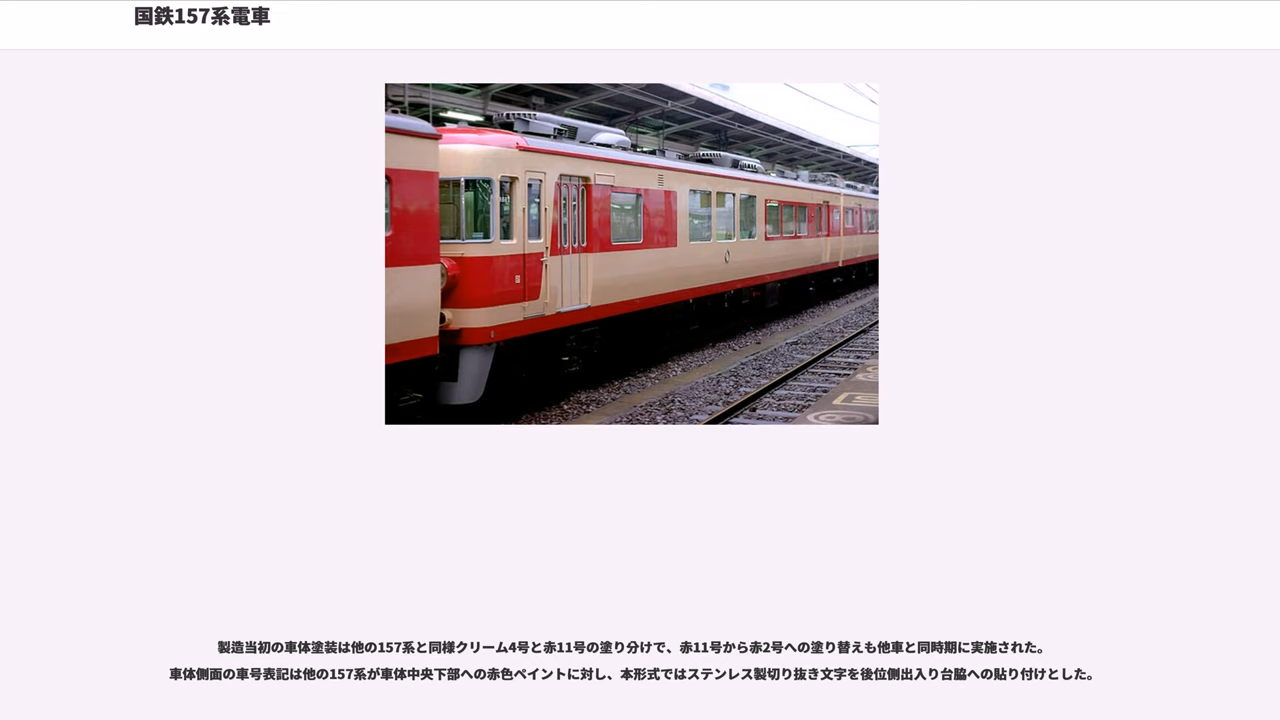 国鉄157系電車
製造当初の車体塗装は他の157系と同様クリーム4号と赤11号の塗り分けで、赤11号から赤2号への塗り替えも他車と同時期に実施された。
車体側面の車号表記は他の157系が車体中央下部への赤色ペイントに対し、本形式ではステンレス製切り抜き文字を後位側出入り台脇への貼り付けとした。